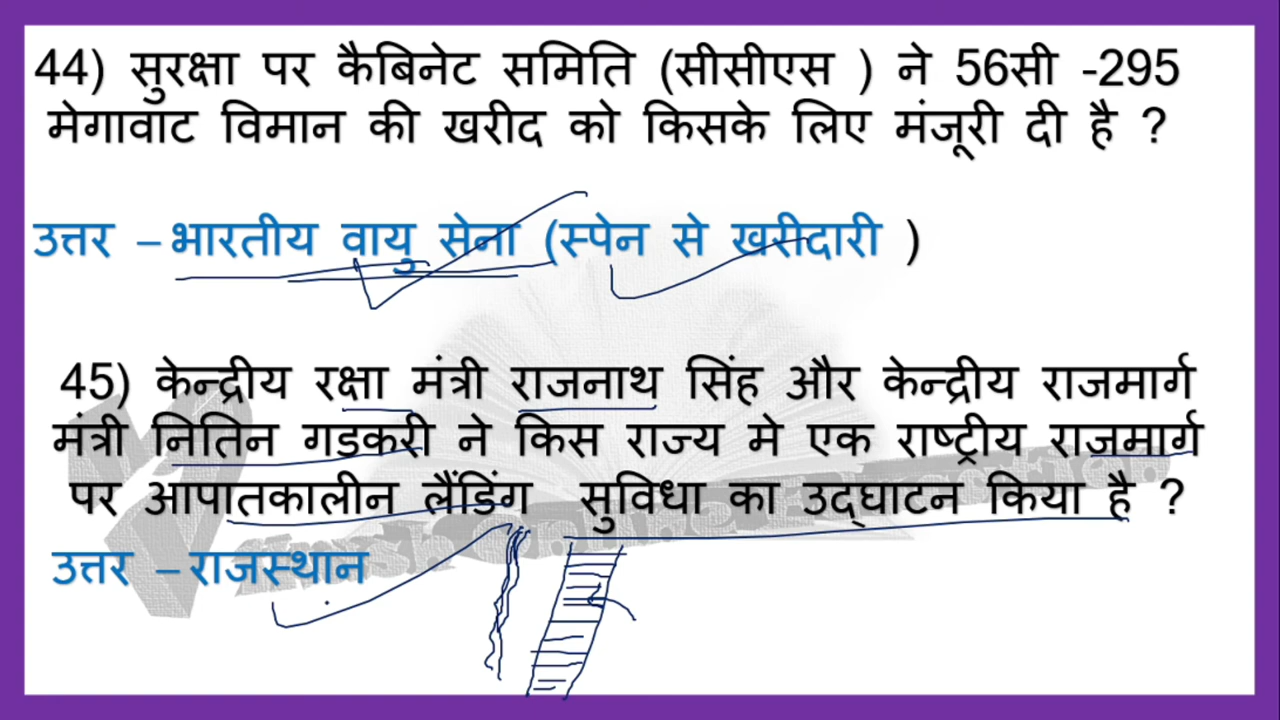 44) सुरक्षा पर कैबिनेट समिति (सीसीएस ) ने 56सी -295
मेगावाट विमान की खरीद को किसके लिए मंजूरी दी है ?
उत्तर –भारतीय वायु सेना (स्पेन से खरीदारी )
45) केन्द्रीय रक्षा मंत्री राजनाथ सिंह और केन्द्रीय राजमार्ग
मंत्री नितिन गडकरी ने किस राज्य मे एक राष्ट्रीय राजमार्ग
पर आपातकालीन लैंडिंग सुविधा का उद्घाटन किया है ?
उत्तर –राजस्थान